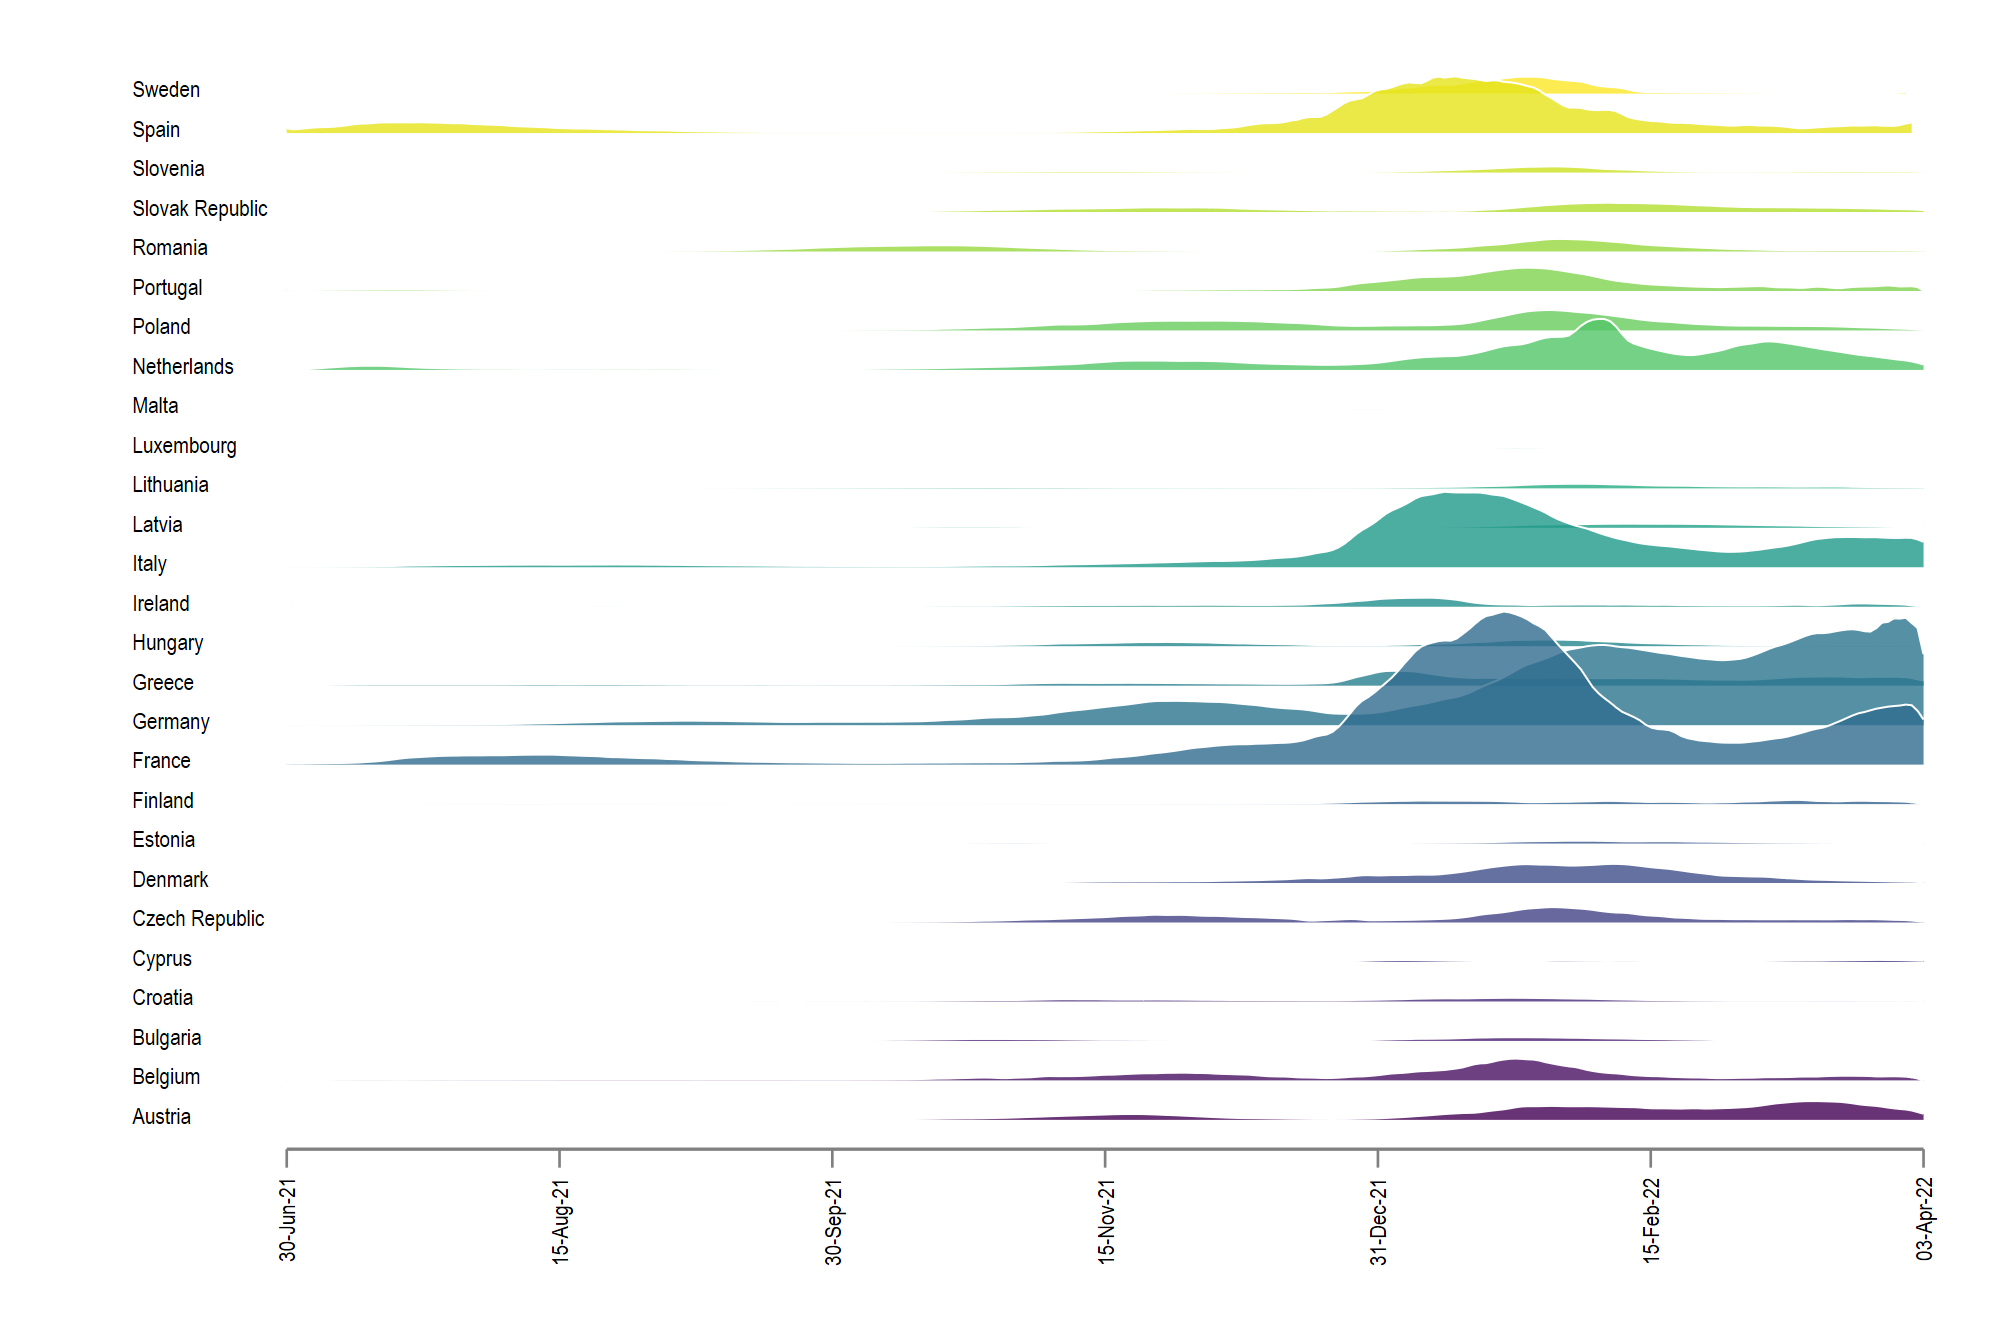 Sweden
Spain
Slovenia
Slovak Republic
Romania
Portugal
Poland
Netherlands
Malta
Luxembourg
Lithuania
Latvia
Italy
Ireland
Hungary
Greece
Germany
France
Finland
Estonia
Denmark
Czech Republic
Cyprus
Croatia
Bulgaria
Belgium
Austria
30-Jun-21
15-Aug-21
30-Sep-21
15-Nov-21
31-Dec-21
15-Feb-22
03-Apr-22